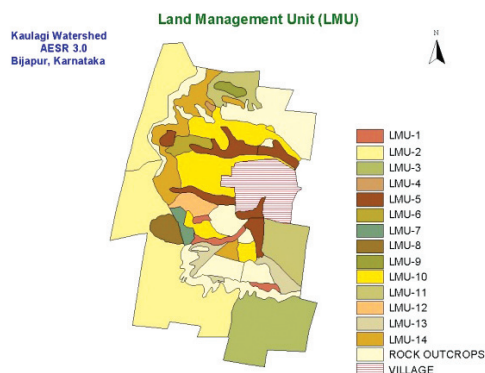 Land Management Unit (LMU)
Kaulagi Watershed
AESR 3.0
Bijapur, Karnataka
N
LMU-1
LMU-2
LMU-3
LMU-4
LMU-5
LMU-6
LMU-7
LMU-8
LMU-9
LMU-10
LMU-11
LMU-12
LMU-13
LMU-14
ROCK OUTCROPS
VILLAGE